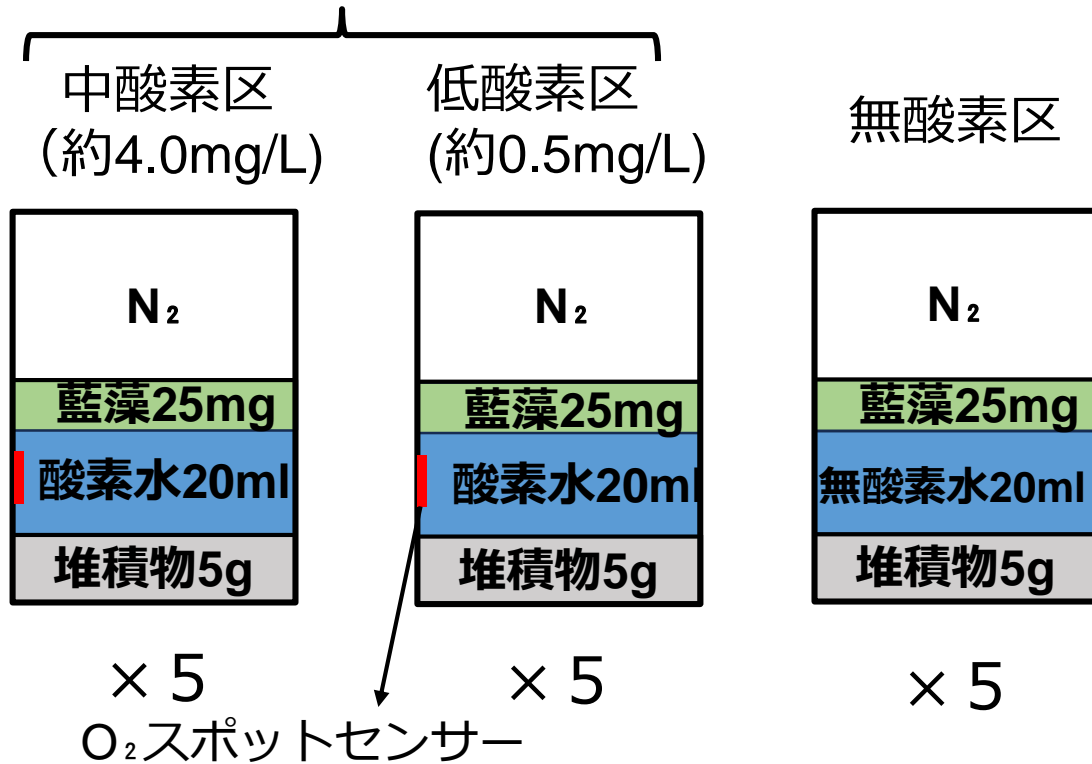 中酸素区
（約4.0mg/L)
低酸素区
(約0.5mg/L)
無酸素区
N₂
藍藻25mg
酸素水20ml
堆積物5g
N₂
藍藻25mg
酸素水20ml
堆積物5g
N₂
藍藻25mg
無酸素水20ml
堆積物5g
×５
×５
×５
O₂スポットセンサー